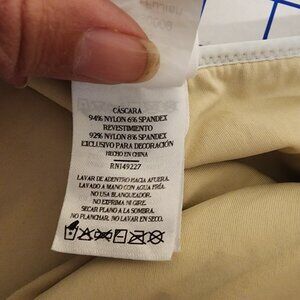 CÁSCARA
94% NYLON 6% SPANDEX
REVESTIMIENTO
92% NYLON 8% SPANDEX
EXCLUSIVO PARA DECORACIÓN
HECHO EN CHINA
RN149227
LAVAR DE ADENTRO HACIA AFUERA.
LAVADO A MANO CON AGUA FRÍA.
NO USA BLANQUEADOR.
NO EXPRIMA NI GIRE.
SECAR PLANO A LA SOMBRA.
NO PLANCHAR. NO LAVAR EN SECO.